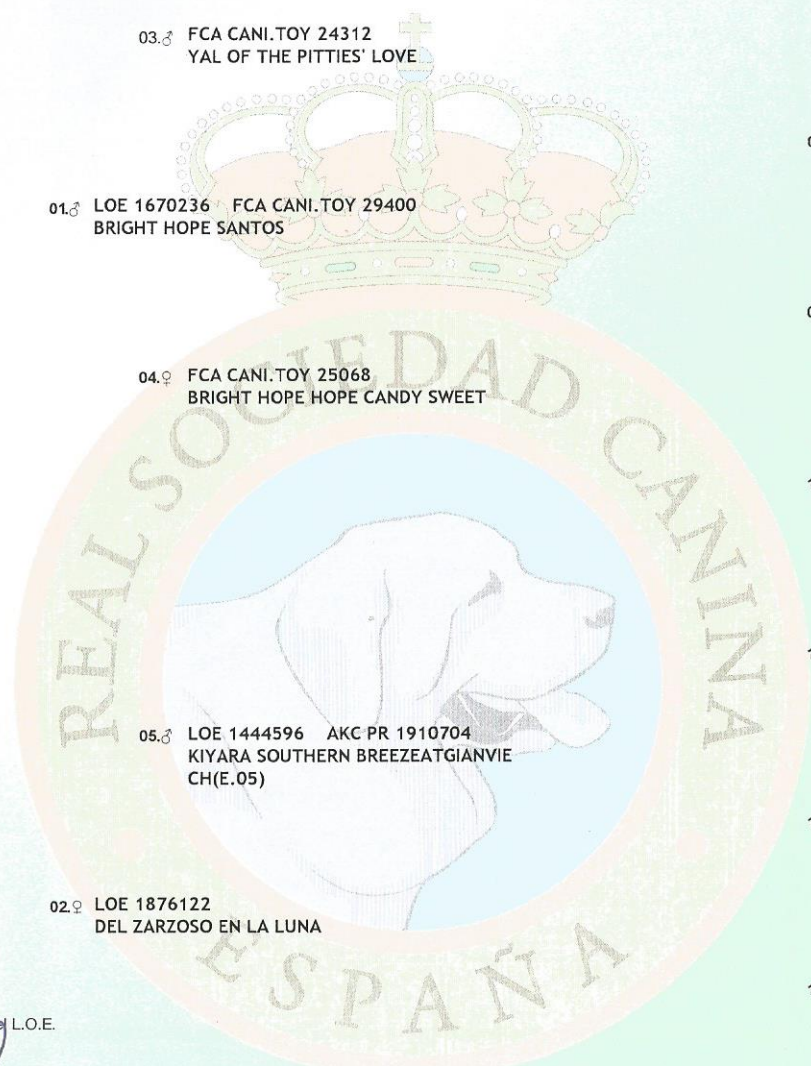 03.♂ FCA CANI.TOY 24312
YAL OF THE PITTIES' LOVE
01.♂ LOE 1670236 FCA CANI.TOY 29400
BRIGHT HOPE SANTOS
04.♀ FCA CANI.TOY 25068
BRIGHT HOPE HOPE CANDY SWEET
REAL SOCIEDAD CANINA
05.♂ LOE 1444596 AKC PR 1910704
KIYARA SOUTHERN BREEZEATGIANVIE
CH(E.05)
02.♀ LOE 1876122
DEL ZARZOSO EN LA LUNA
ESPAÑA
L.O.E.